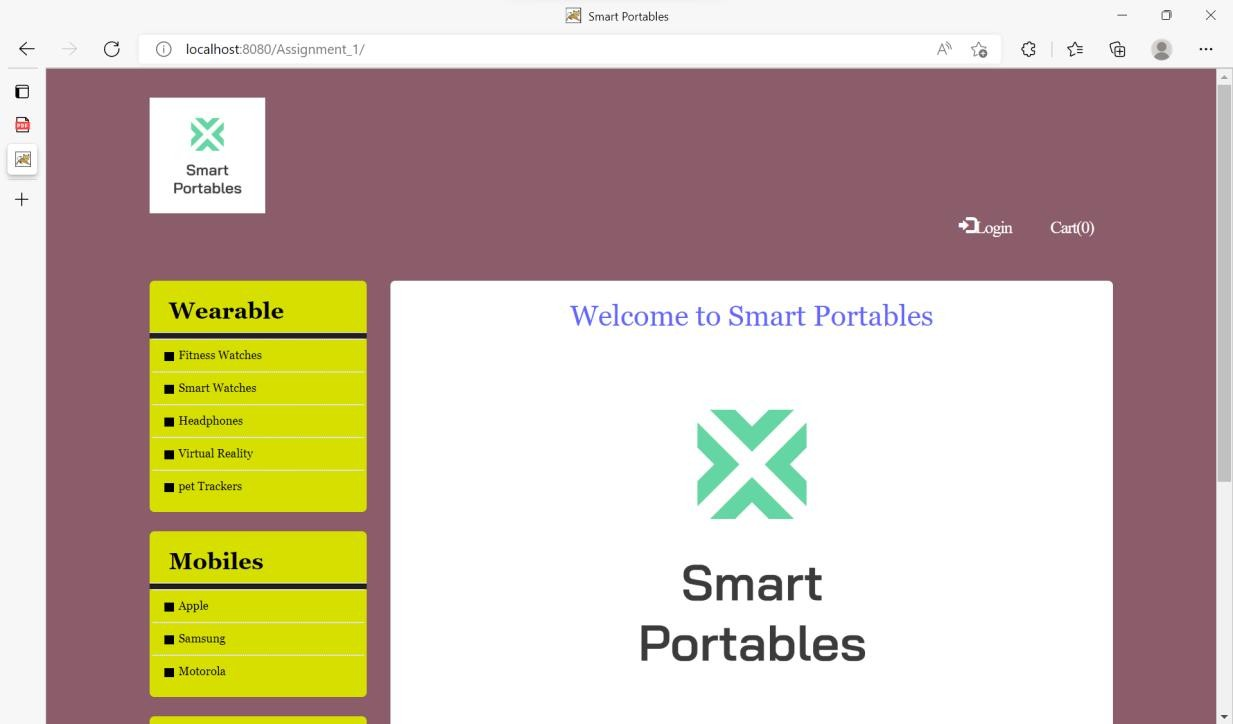 Smart Portables
localhost:8080/Assignment_1/
PDF
Smart
Portables
Login
Cart(0)
Wearable
Fitness Watches
Smart Watches
Headphones
Virtual Reality
pet Trackers
Mobiles
Apple
Samsung
Motorola
Welcome to Smart Portables
Smart
Portables